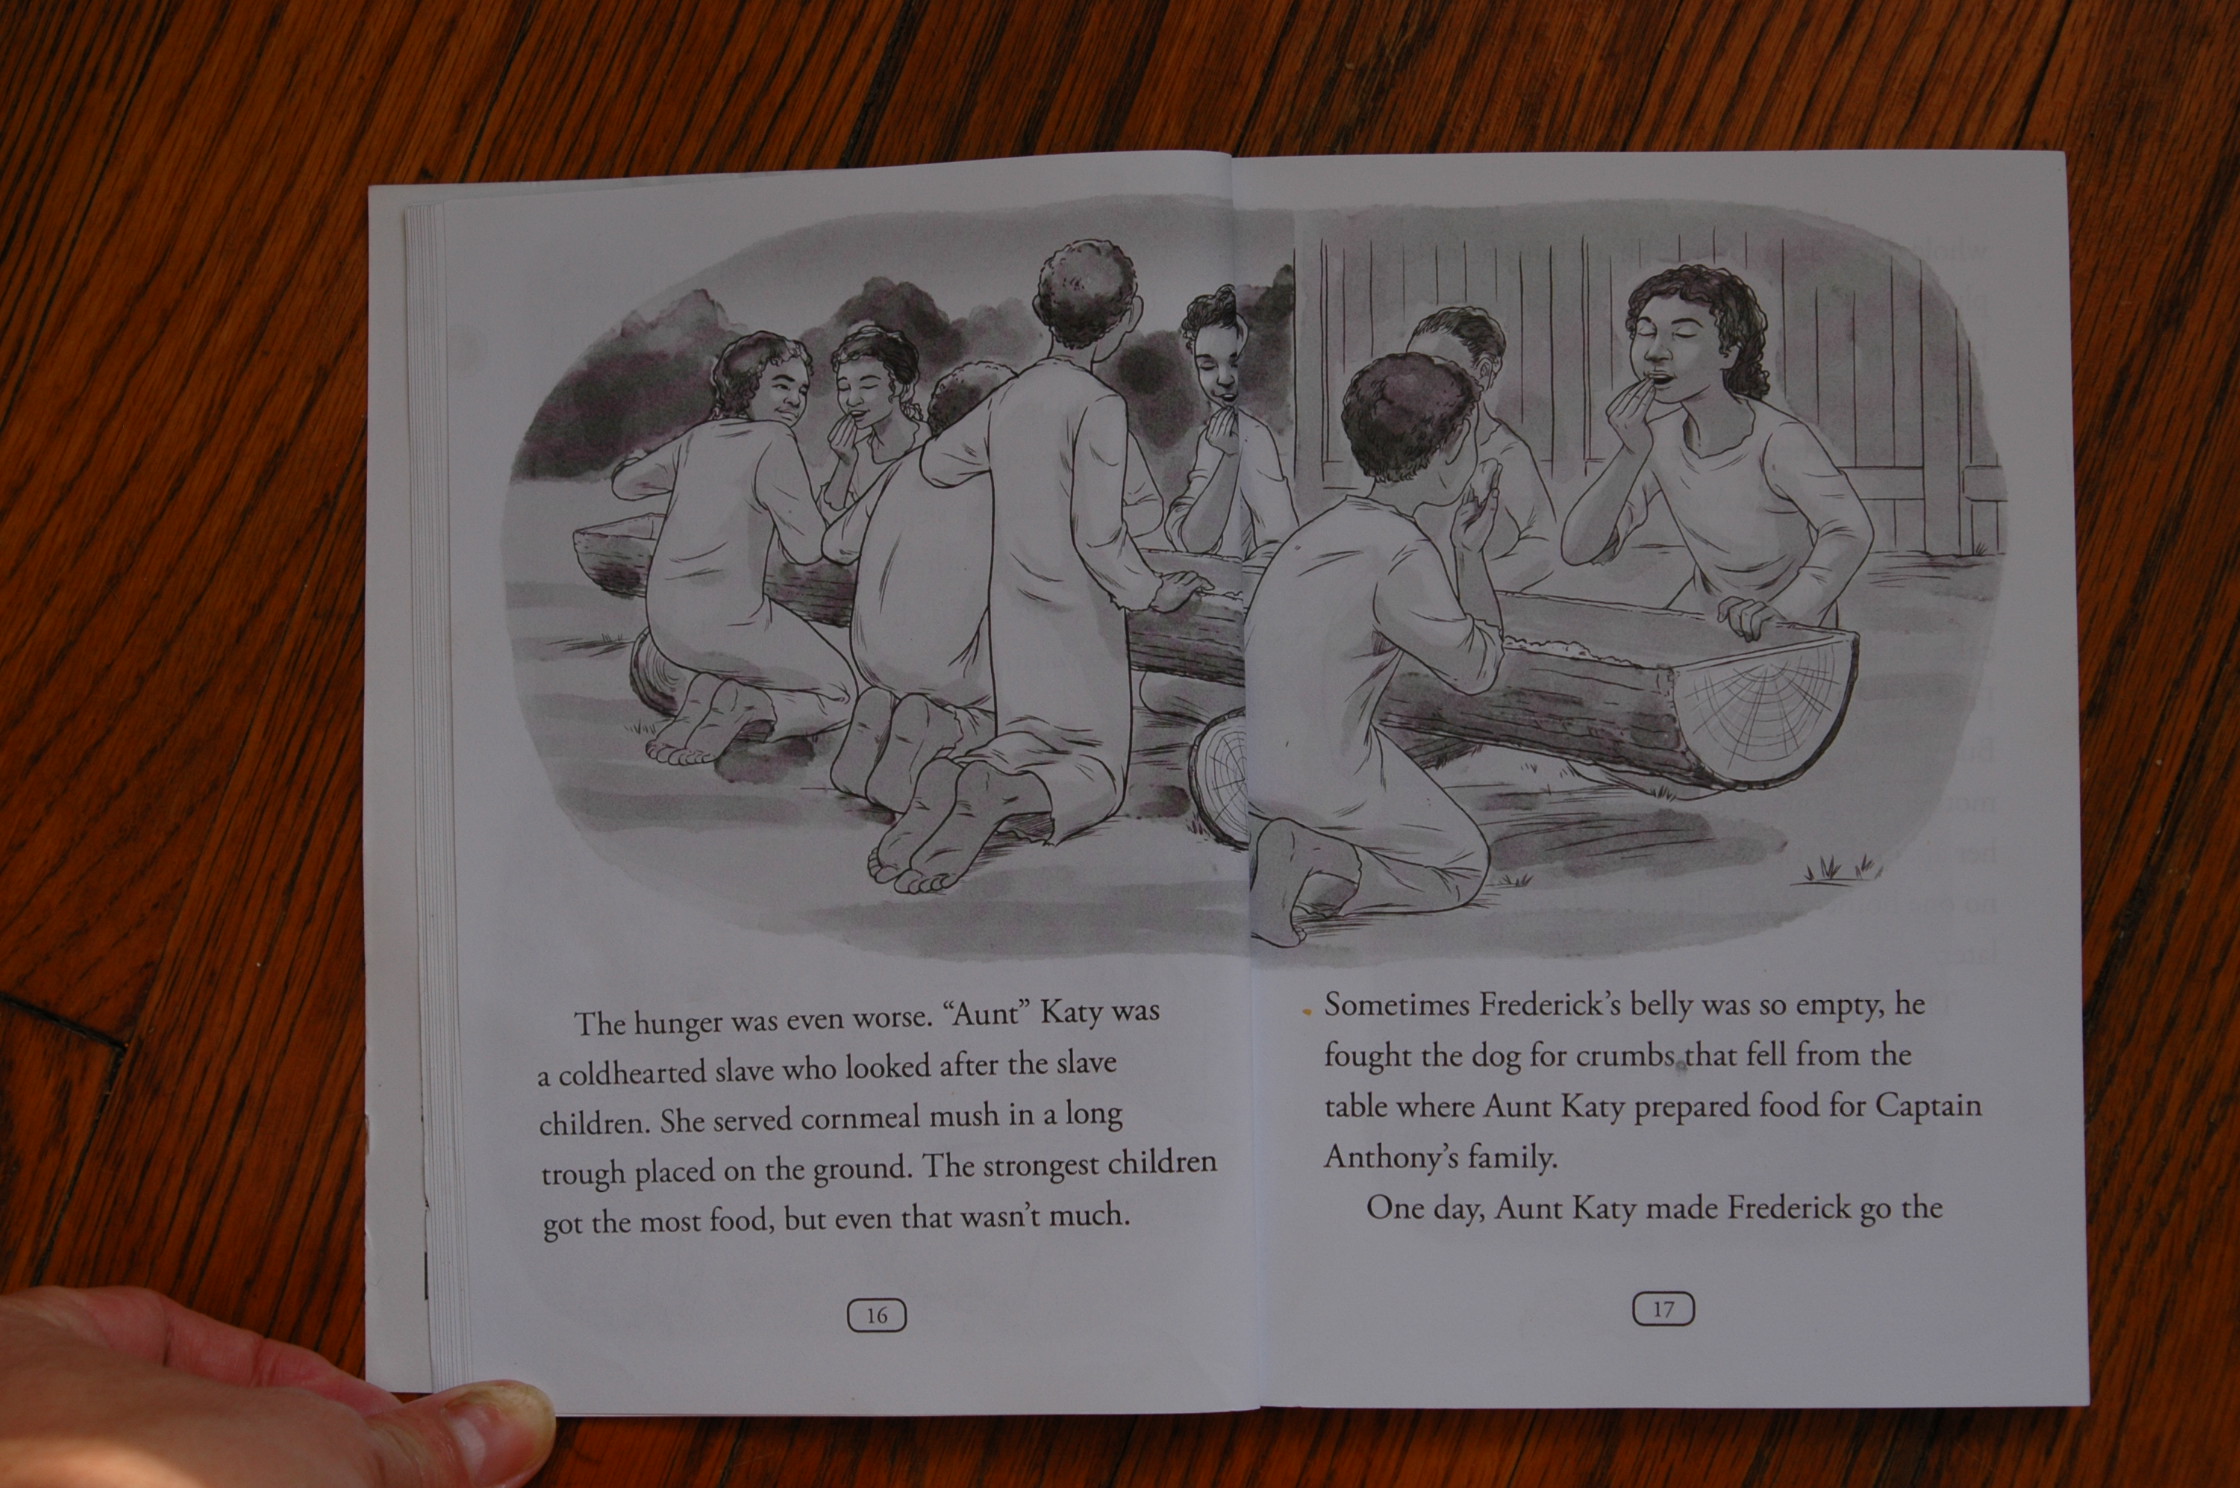 The hunger was even worse. “Aunt” Katy was
a coldhearted slave who looked after the slave
children. She served cornmeal mush in a long
trough placed on the ground. The strongest children
got the most food, but even that wasn’t much.
16
Sometimes Frederick’s belly was so empty, he
fought the dog for crumbs that fell from the
table where Aunt Katy prepared food for Captain
Anthony’s family.
One day, Aunt Katy made Frederick go the
17